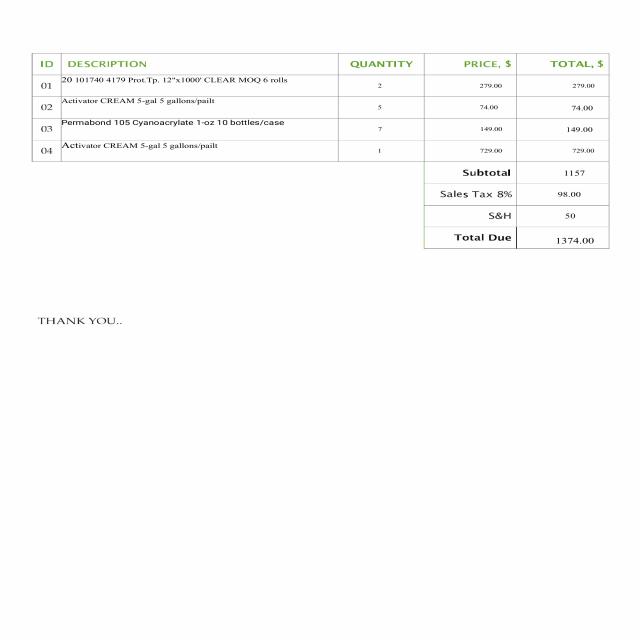 ID DESCRIPTION QUANTITY PRICE, $ TOTAL, $
01 20 101740 4179 Prot.Tp. 12"x1000' CLEAR MOQ 6 rolls 2 279.00 279.00
02 Activator CREAM 5-gal 5 gallons/pailt 5 74.00 74.00
03 Permabond 105 Cyanoacrylate 1-oz 10 bottles/case 7 149.00 149.00
04 Activator CREAM 5-gal 5 gallons/pailt 1 729.00 729.00
Subtotal 1157
Sales Tax 8% 98.00
S&H 50
Total Due 1374.00
THANK YOU..